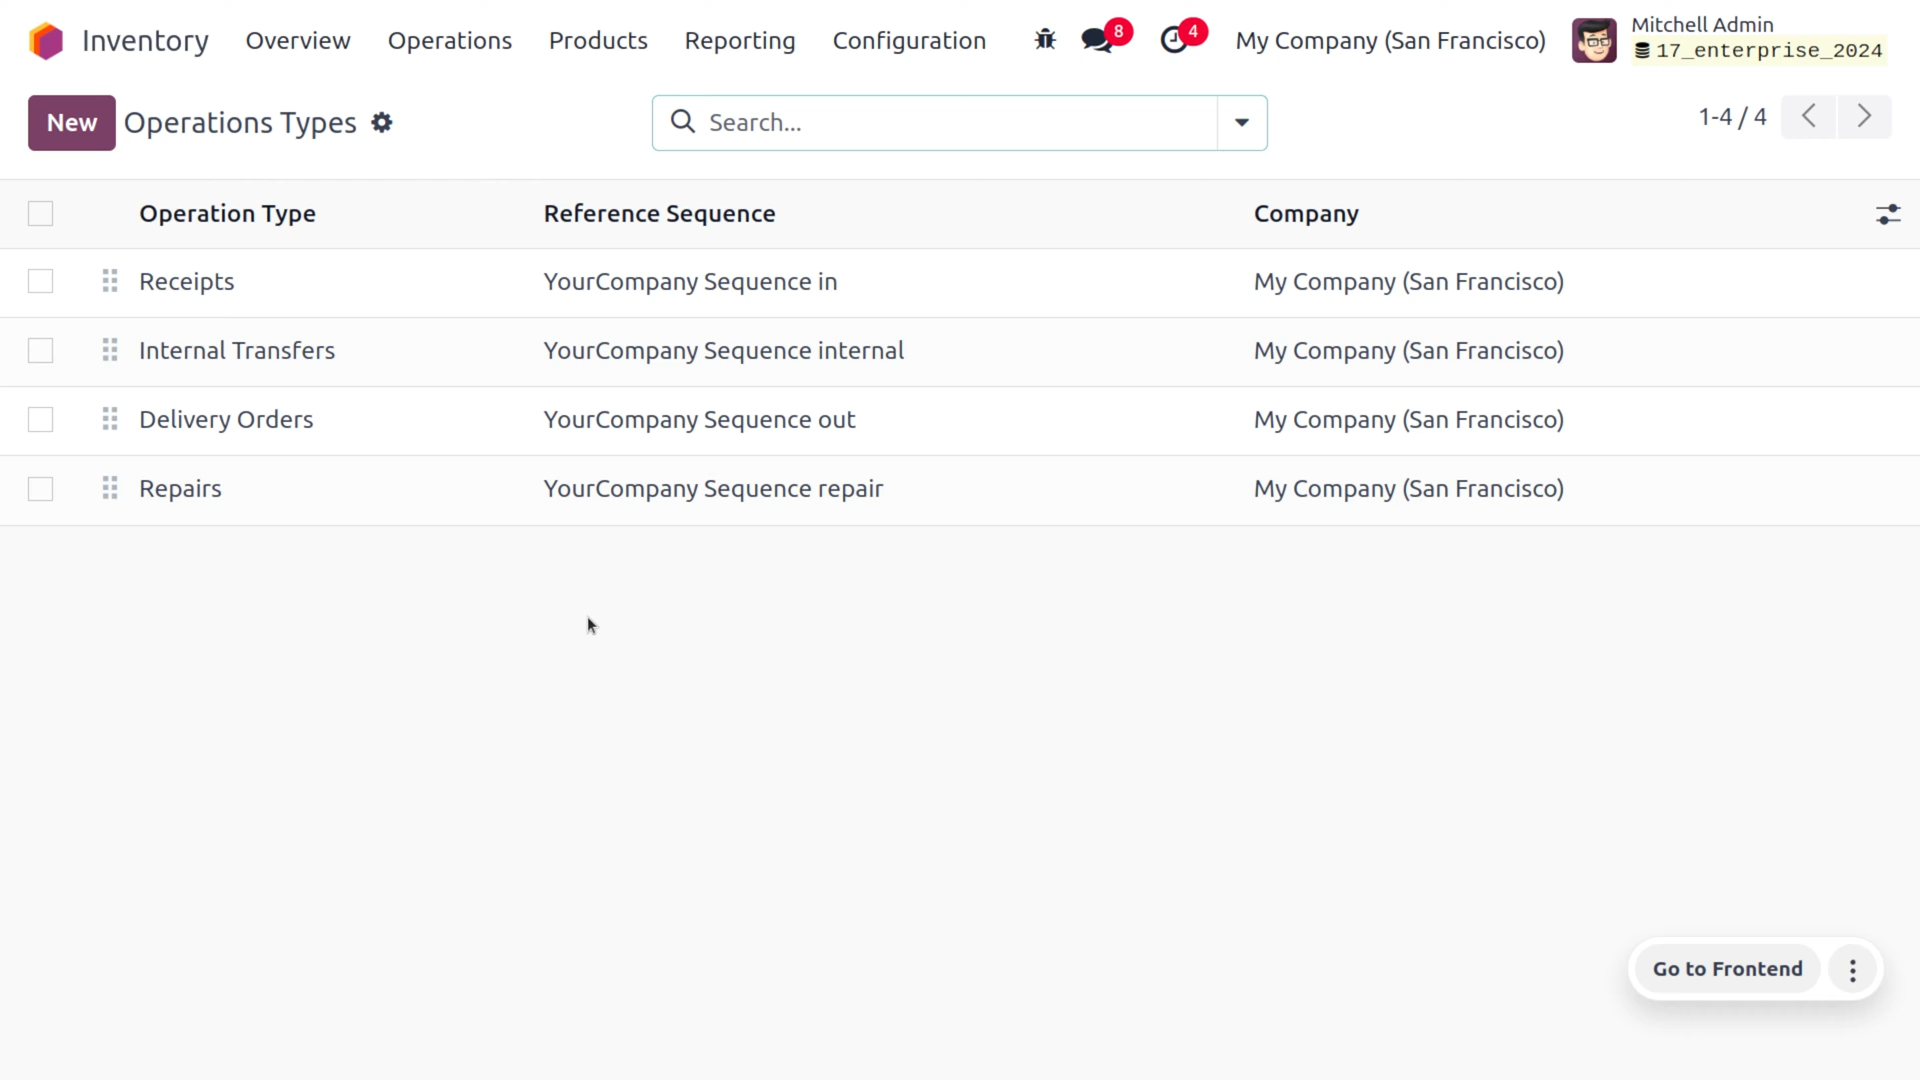 Inventory Overview Operations Products Reporting Configuration 8 4 My Company (San Francisco) Mitchell Admin
17_enterprise_2024
New Operations Types Search... 1-4 / 4
Operation Type Reference Sequence Company
Receipts YourCompany Sequence in My Company (San Francisco)
Internal Transfers YourCompany Sequence internal My Company (San Francisco)
Delivery Orders YourCompany Sequence out My Company (San Francisco)
Repairs YourCompany Sequence repair My Company (San Francisco)
Go to Frontend